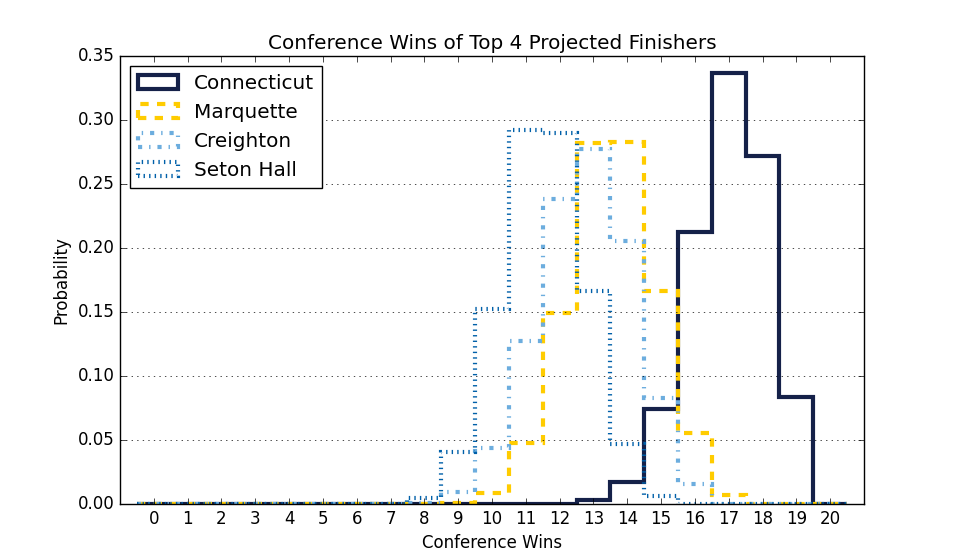 Conference Wins of Top 4 Projected Finishers
Connecticut
Marquette
Creighton
Seton Hall
Probability
0.35
0.30
0.25
0.20
0.15
0.10
0.05
0.00
0 1 2 3 4 5 6 7 8 9 10 11 12 13 14 15 16 17 18 19 20
Conference Wins